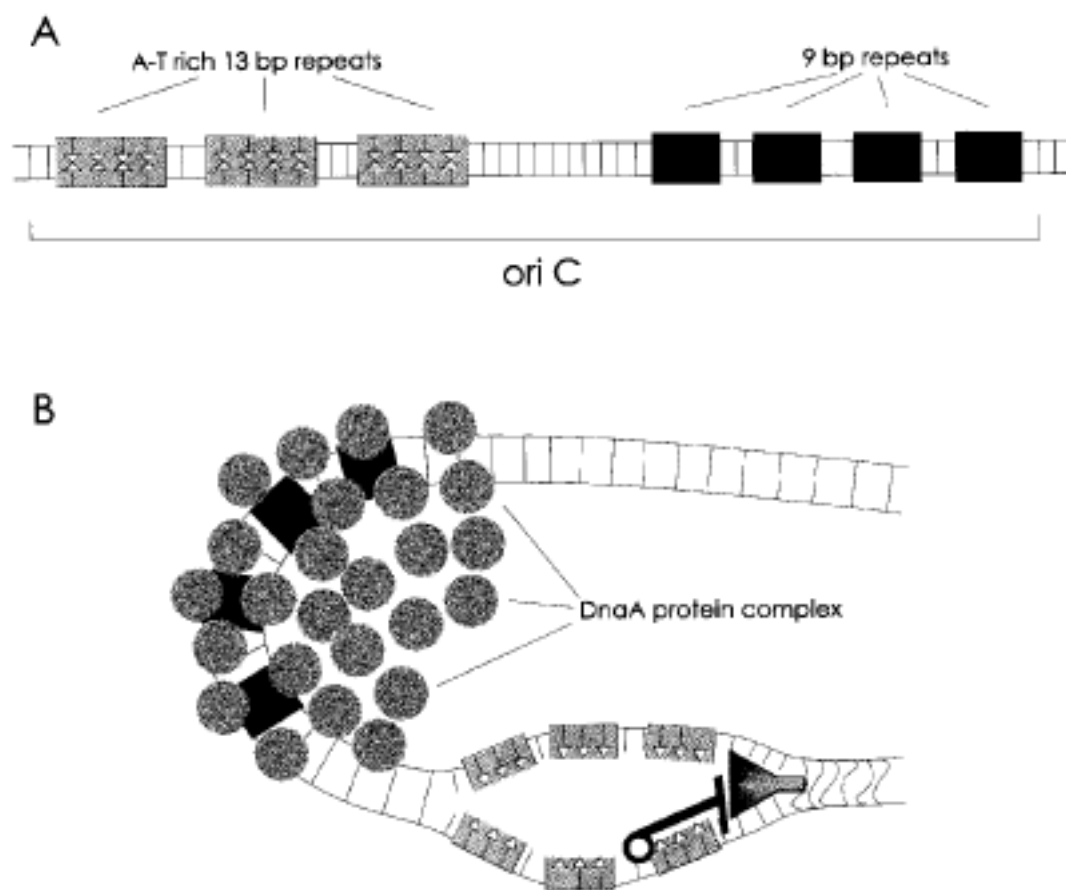 A
A-T rich 13 bp repeats
9 bp repeats
ori C
B
DnaA protein complex